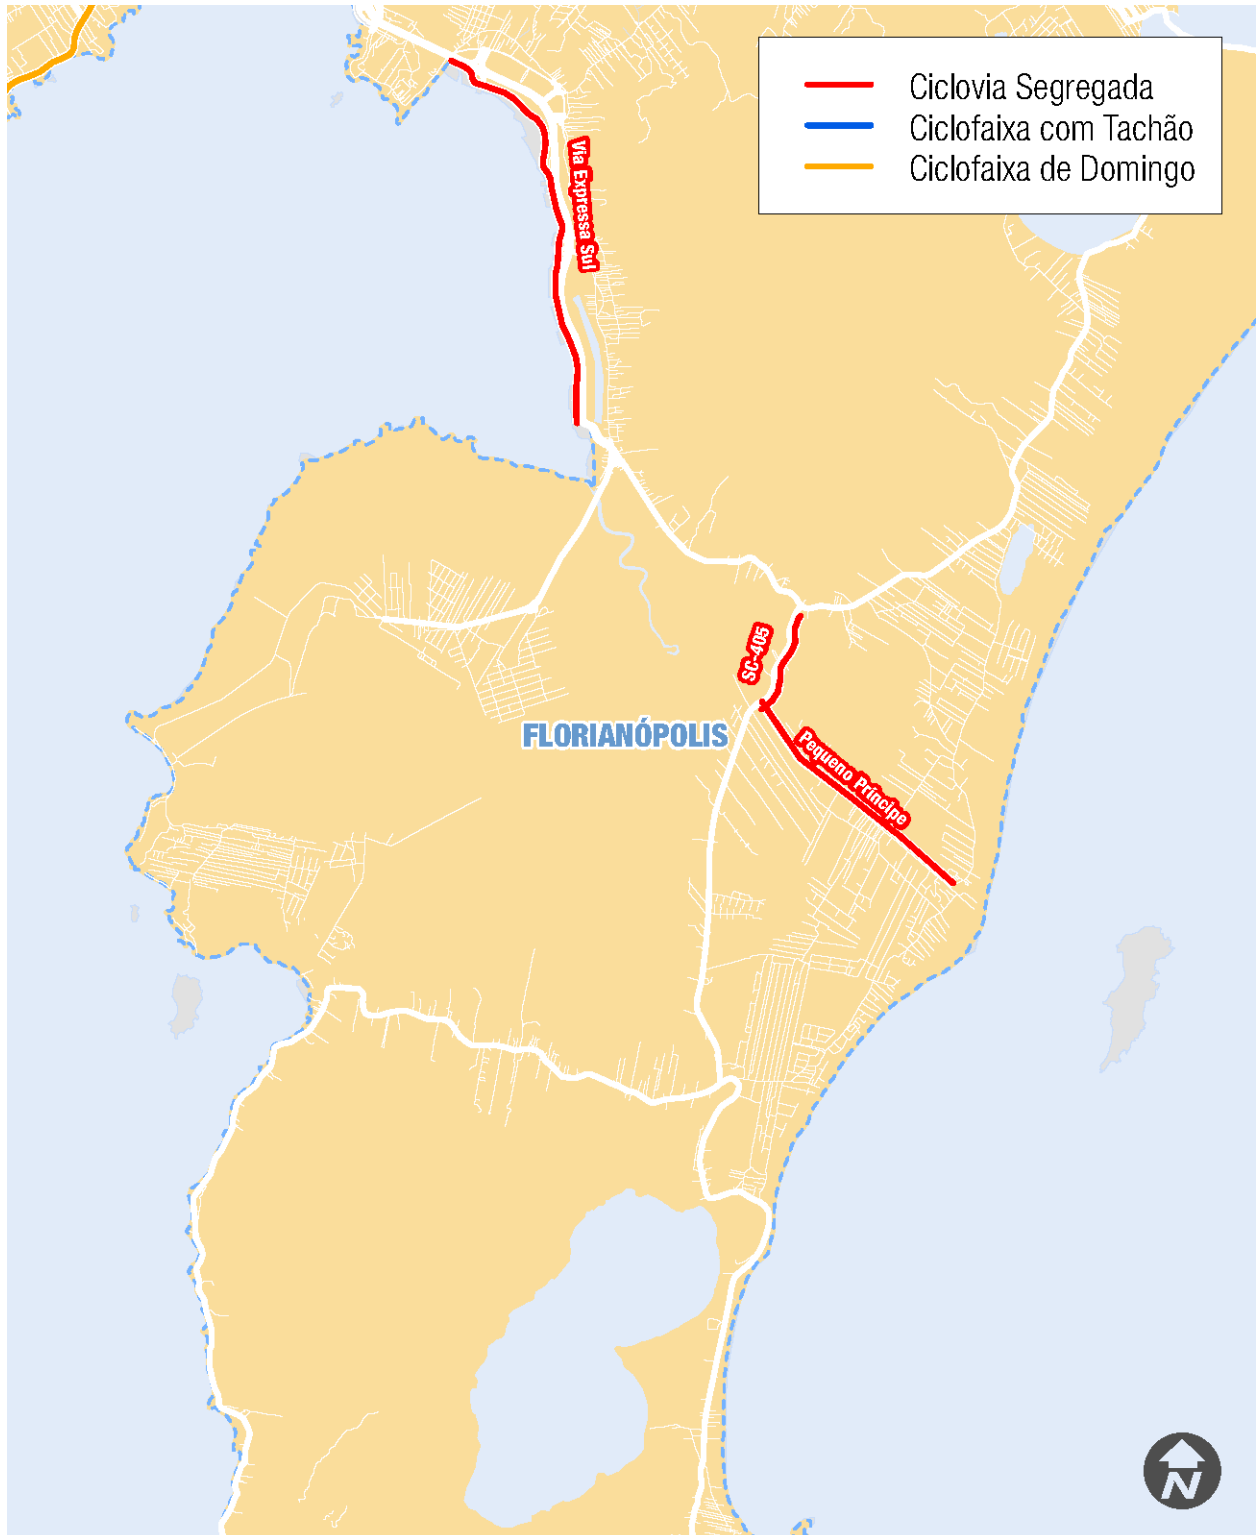 Ciclovia Segregada
Ciclofaixa com Tachão
Ciclofaixa de Domingo
Via Expressa Sul
SC-405
FLORIANÓPOLIS
Pequeno Príncipe
N